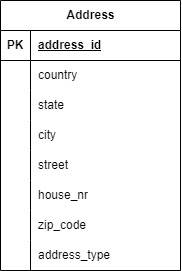 Address
PK address_id
country
state
city
street
house_nr
zip_code
address_type